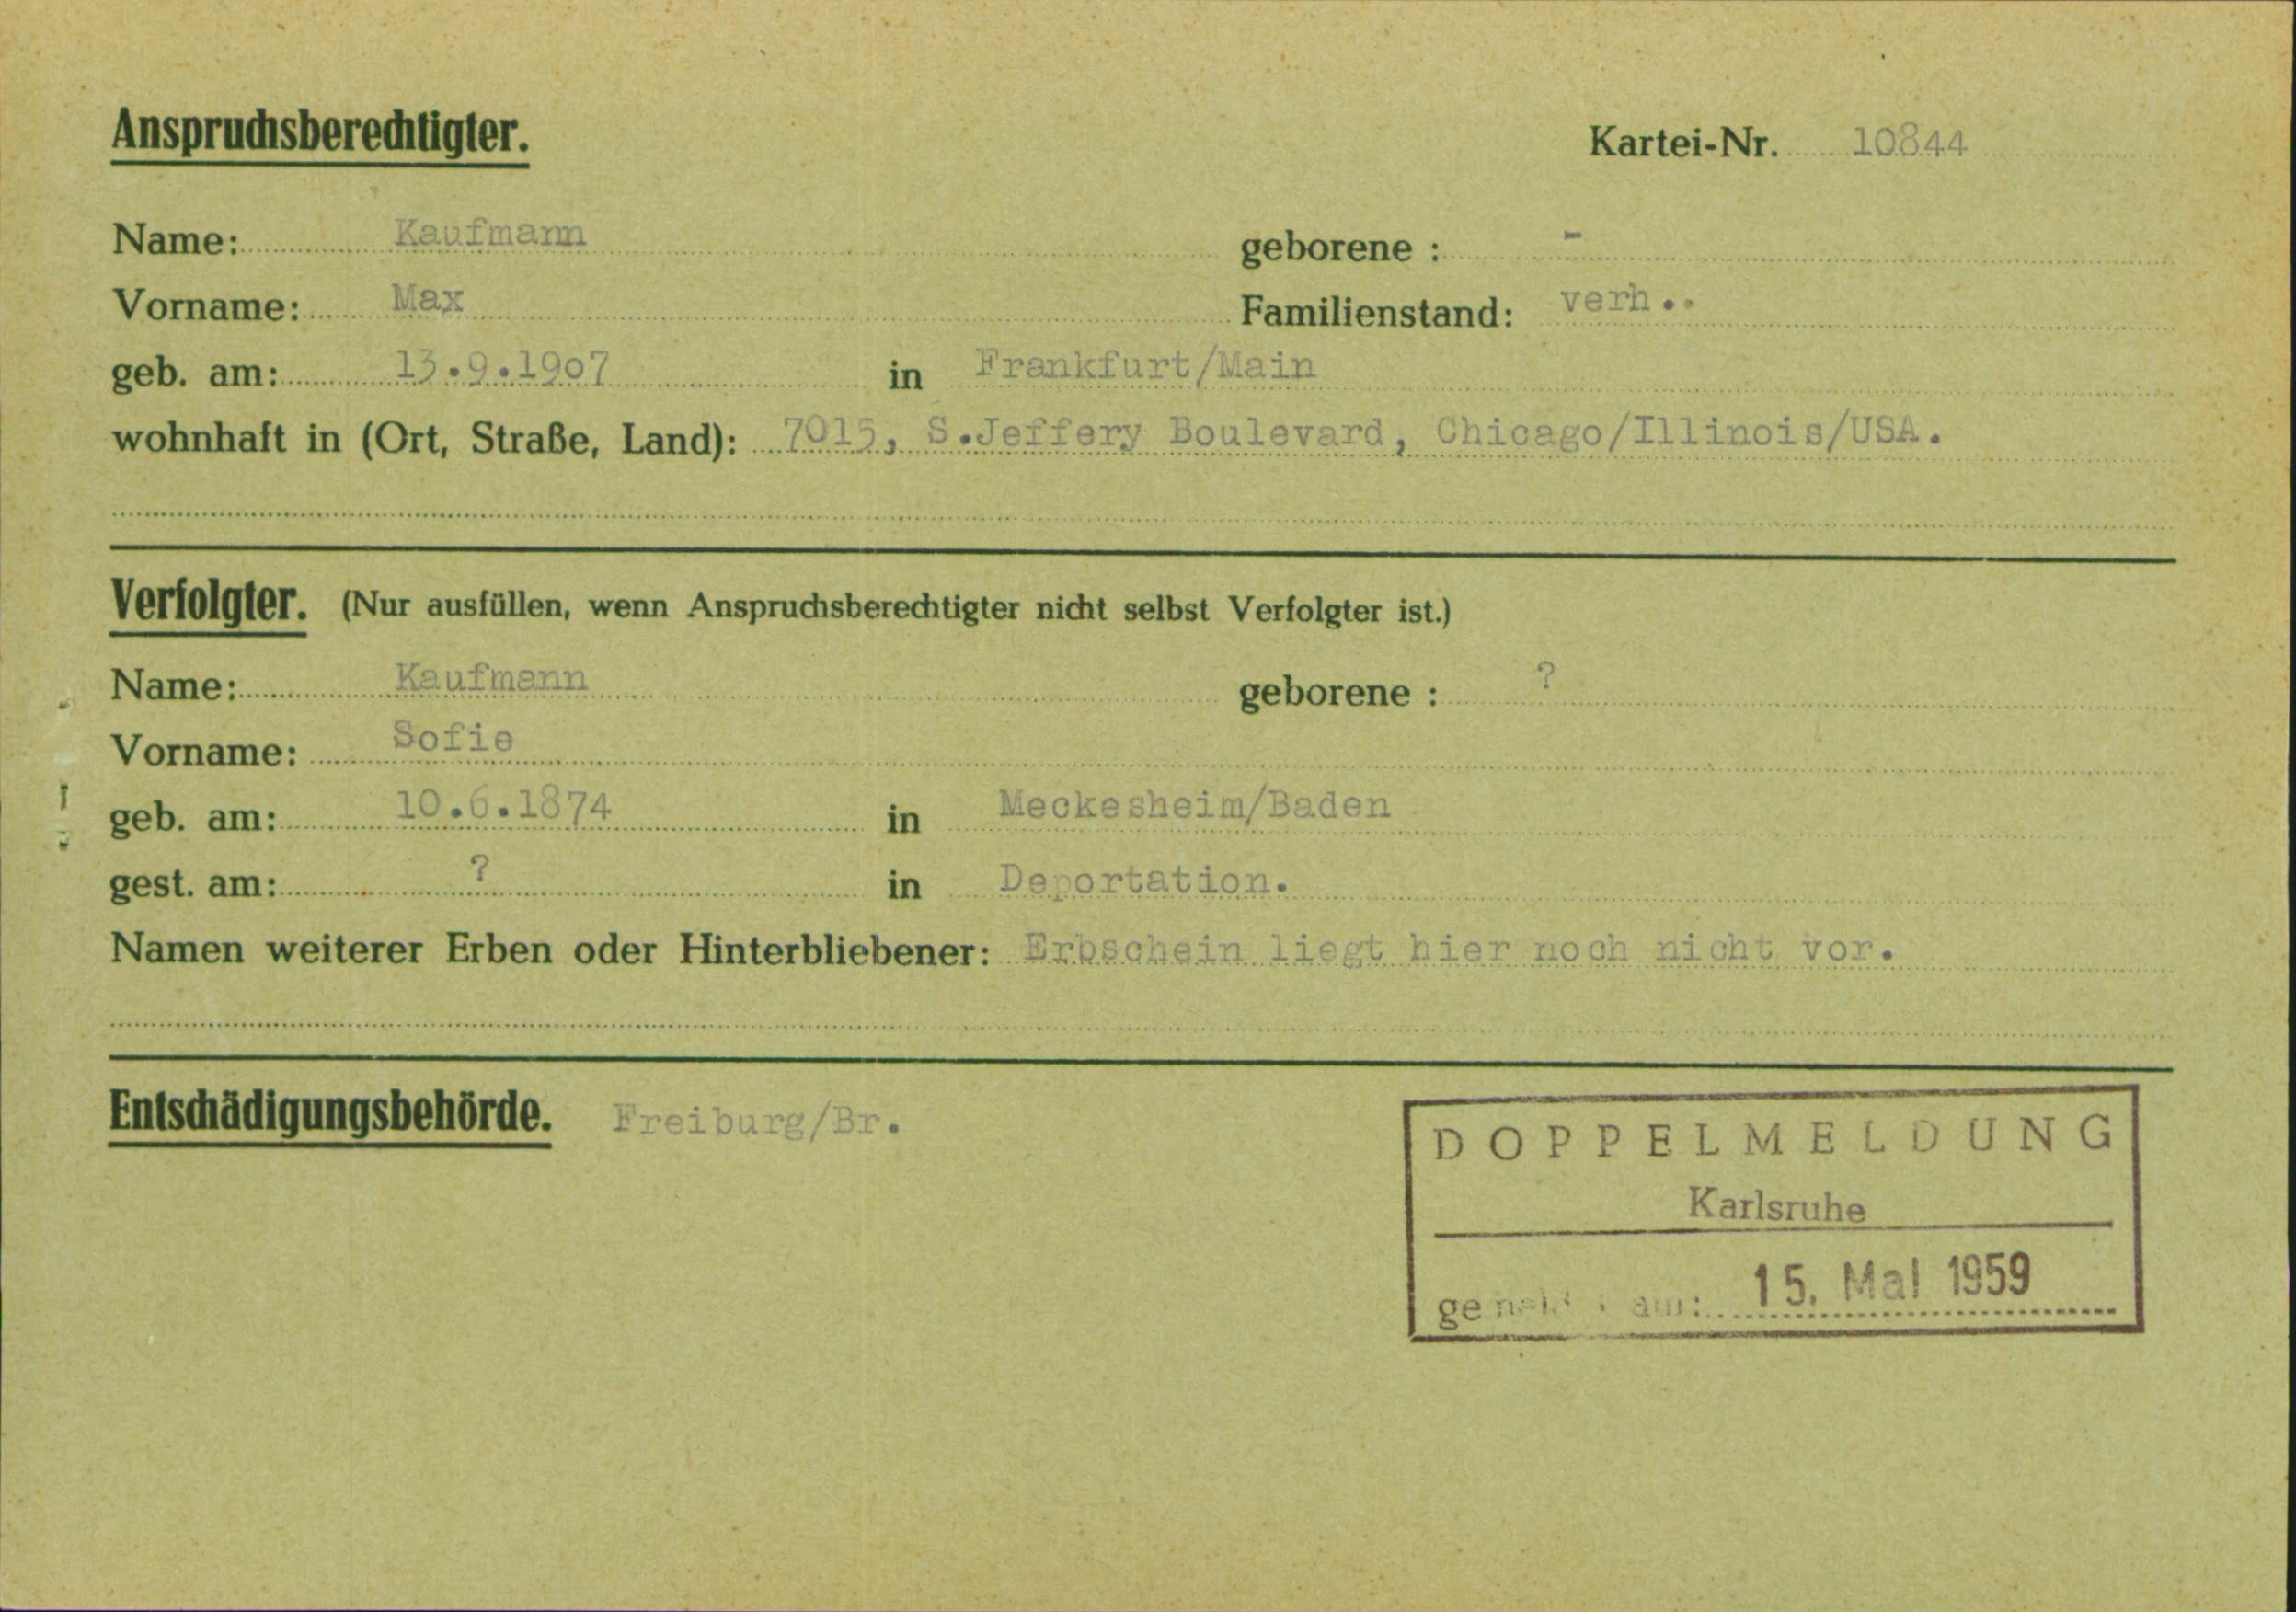 Anspruchsberechtigter.
Kartei-Nr. 10844
Name: Kaufmann geborene : -
Vorname: Max Familienstand: verh..
geb. am: 13.9.1907 in Frankfurt/Main
wohnhaft in (Ort, Straße, Land): 7015, S.Jeffery Boulevard, Chicago/Illinois/USA.
Verfolgter. (Nur ausfüllen, wenn Anspruchsberechtigter nicht selbst Verfolgter ist.)
Name: Kaufmann geborene : ?
Vorname: Sofie
geb. am: 10.6.1874 in Meckesheim/Baden
gest. am: ? in Deportation.
Namen weiterer Erben oder Hinterbliebener: Erbschein liegt hier noch nicht vor.
Entschädigungsbehörde. Freiburg/Br.
DOPPELMELDUNG
Karlsruhe
am: 15. Mai 1959